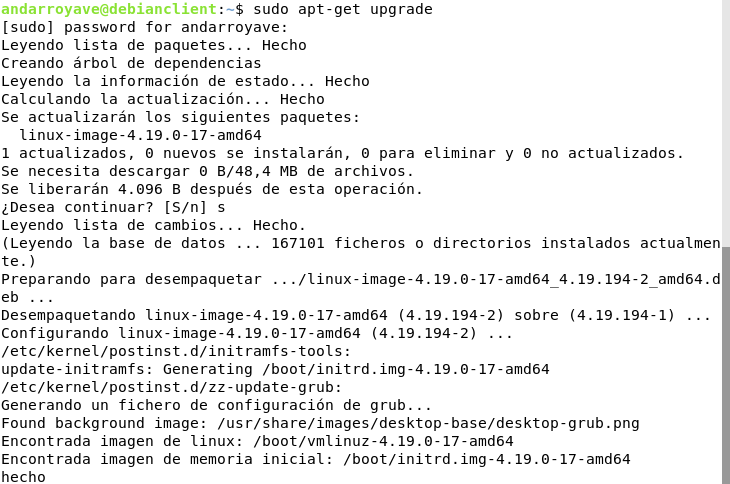 andarroyave@debianclient:~$ sudo apt-get upgrade
[sudo] password for andarroyave:
Leyendo lista de paquetes... Hecho
Creando árbol de dependencias
Leyendo la información de estado... Hecho
Calculando la actualización... Hecho
Se actualizarán los siguientes paquetes:
  linux-image-4.19.0-17-amd64
1 actualizados, 0 nuevos se instalarán, 0 para eliminar y 0 no actualizados.
Se necesita descargar 0 B/48,4 MB de archivos.
Se liberarán 4.096 B después de esta operación.
¿Desea continuar? [S/n] s
Leyendo lista de cambios... Hecho.
(Leyendo la base de datos ... 167101 ficheros o directorios instalados actualmen
te.)
Preparando para desempaquetar .../linux-image-4.19.0-17-amd64_4.19.194-2_amd64.d
eb ...
Desempaquetando linux-image-4.19.0-17-amd64 (4.19.194-2) sobre (4.19.194-1) ...
Configurando linux-image-4.19.0-17-amd64 (4.19.194-2) ...
/etc/kernel/postinst.d/initramfs-tools:
update-initramfs: Generating /boot/initrd.img-4.19.0-17-amd64
/etc/kernel/postinst.d/zz-update-grub:
Generando un fichero de configuración de grub...
Found background image: /usr/share/images/desktop-base/desktop-grub.png
Encontrada imagen de linux: /boot/vmlinuz-4.19.0-17-amd64
Encontrada imagen de memoria inicial: /boot/initrd.img-4.19.0-17-amd64
hecho